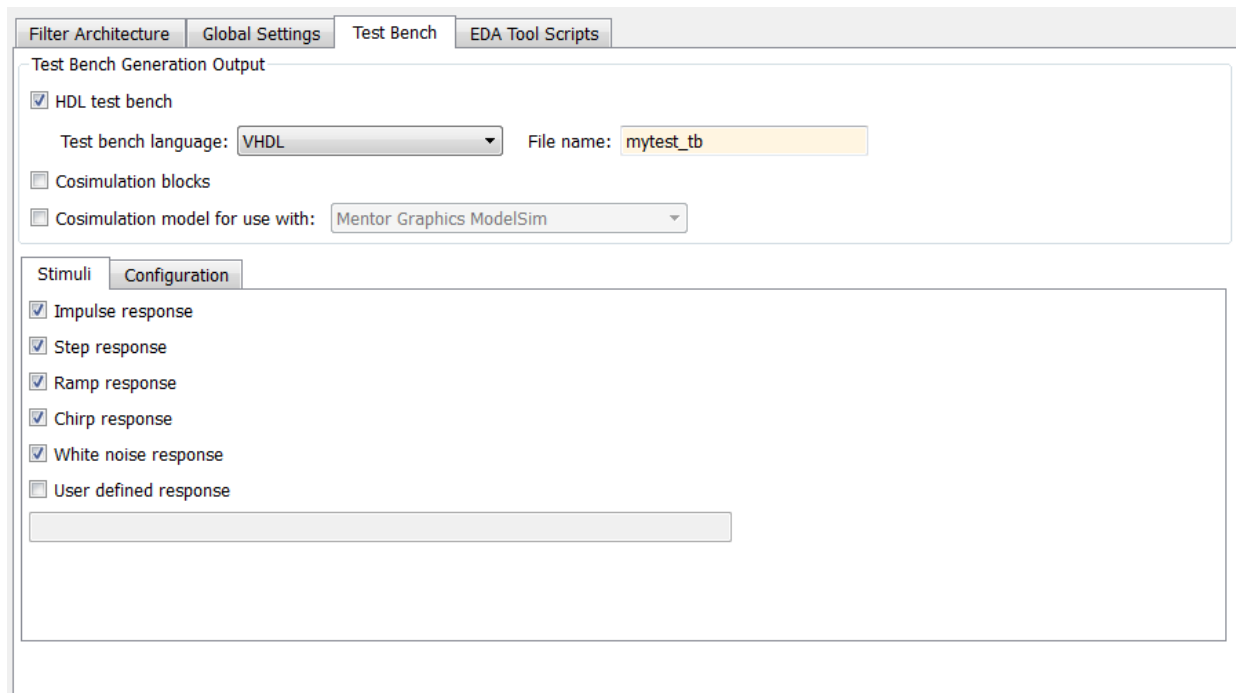 Filter Architecture Global Settings Test Bench EDA Tool Scripts
Test Bench Generation Output
HDL test bench
Test bench language: VHDL File name: mytest_tb
Cosimulation blocks
Cosimulation model for use with: Mentor Graphics ModelSim
Stimuli Configuration
Impulse response
Step response
Ramp response
Chirp response
White noise response
User defined response